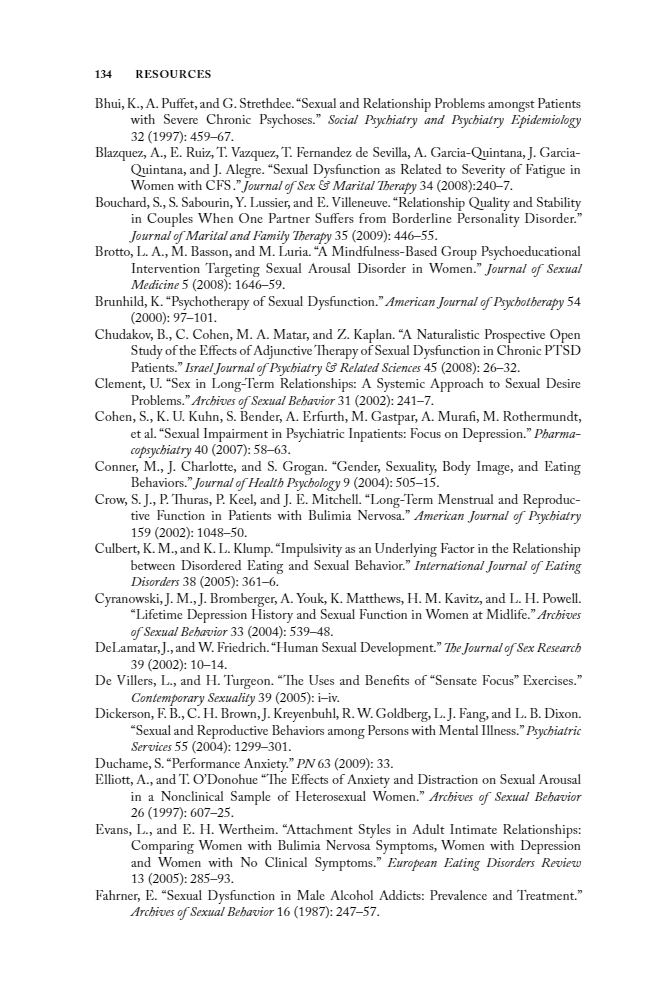 134 RESOURCES
Bhui, K., A. Puffet, and G. Strethdee. “Sexual and Relationship Problems amongst Patients
with Severe Chronic Psychoses.” Social Psychiatry and Psychiatry Epidemiology
32 (1997): 459–67.
Blazquez, A., E. Ruiz, T. Vazquez, T. Fernandez de Sevilla, A. Garcia-Quintana, J. Garcia-
Quintana, and J. Alegre. “Sexual Dysfunction as Related to Severity of Fatigue in
Women with CFS.” Journal of Sex & Marital Therapy 34 (2008):240–7.
Bouchard, S., S. Sabourin, Y. Lussier, and E. Villeneuve. “Relationship Quality and Stability
in Couples When One Partner Suffers from Borderline Personality Disorder.”
Journal of Marital and Family Therapy 35 (2009): 446–55.
Brotto, L. A., M. Basson, and M. Luria. “A Mindfulness-Based Group Psychoeducational
Intervention Targeting Sexual Arousal Disorder in Women.” Journal of Sexual
Medicine 5 (2008): 1646–59.
Brunhild, K. “Psychotherapy of Sexual Dysfunction.” American Journal of Psychotherapy 54
(2000): 97–101.
Chudakov, B., C. Cohen, M. A. Matar, and Z. Kaplan. “A Naturalistic Prospective Open
Study of the Effects of Adjunctive Therapy of Sexual Dysfunction in Chronic PTSD
Patients.” Israel Journal of Psychiatry & Related Sciences 45 (2008): 26–32.
Clement, U. “Sex in Long-Term Relationships: A Systemic Approach to Sexual Desire
Problems.” Archives of Sexual Behavior 31 (2002): 241–7.
Cohen, S., K. U. Kuhn, S. Bender, A. Erfurth, M. Gastpar, A. Murafi, M. Rothermundt,
et al. “Sexual Impairment in Psychiatric Inpatients: Focus on Depression.” Pharma-
copsychiatry 40 (2007): 58–63.
Conner, M., J. Charlotte, and S. Grogan. “Gender, Sexuality, Body Image, and Eating
Behaviors.” Journal of Health Psychology 9 (2004): 505–15.
Crow, S. J., P. Thuras, P. Keel, and J. E. Mitchell. “Long-Term Menstrual and Reproduc-
tive Function in Patients with Bulimia Nervosa.” American Journal of Psychiatry
159 (2002): 1048–50.
Culbert, K. M., and K. L. Klump. “Impulsivity as an Underlying Factor in the Relationship
between Disordered Eating and Sexual Behavior.” International Journal of Eating
Disorders 38 (2005): 361–6.
Cyranowski, J. M., J. Bromberger, A. Youk, K. Matthews, H. M. Kavitz, and L. H. Powell.
“Lifetime Depression History and Sexual Function in Women at Midlife.” Archives
of Sexual Behavior 33 (2004): 539–48.
DeLamatar, J., and W. Friedrich. “Human Sexual Development.” The Journal of Sex Research
39 (2002): 10–14.
De Villers, L., and H. Turgeon. “The Uses and Benefits of “Sensate Focus” Exercises.”
Contemporary Sexuality 39 (2005): i–iv.
Dickerson, F. B., C. H. Brown, J. Kreyenbuhl, R. W. Goldberg, L. J. Fang, and L. B. Dixon.
“Sexual and Reproductive Behaviors among Persons with Mental Illness.” Psychiatric
Services 55 (2004): 1299–301.
Duchame, S. “Performance Anxiety.” PN 63 (2009): 33.
Elliott, A., and T. O’Donohue “The Effects of Anxiety and Distraction on Sexual Arousal
in a Nonclinical Sample of Heterosexual Women.” Archives of Sexual Behavior
26 (1997): 607–25.
Evans, L., and E. H. Wertheim. “Attachment Styles in Adult Intimate Relationships:
Comparing Women with Bulimia Nervosa Symptoms, Women with Depression
and Women with No Clinical Symptoms.” European Eating Disorders Review
13 (2005): 285–93.
Fahrner, E. “Sexual Dysfunction in Male Alcohol Addicts: Prevalence and Treatment.”
Archives of Sexual Behavior 16 (1987): 247–57.